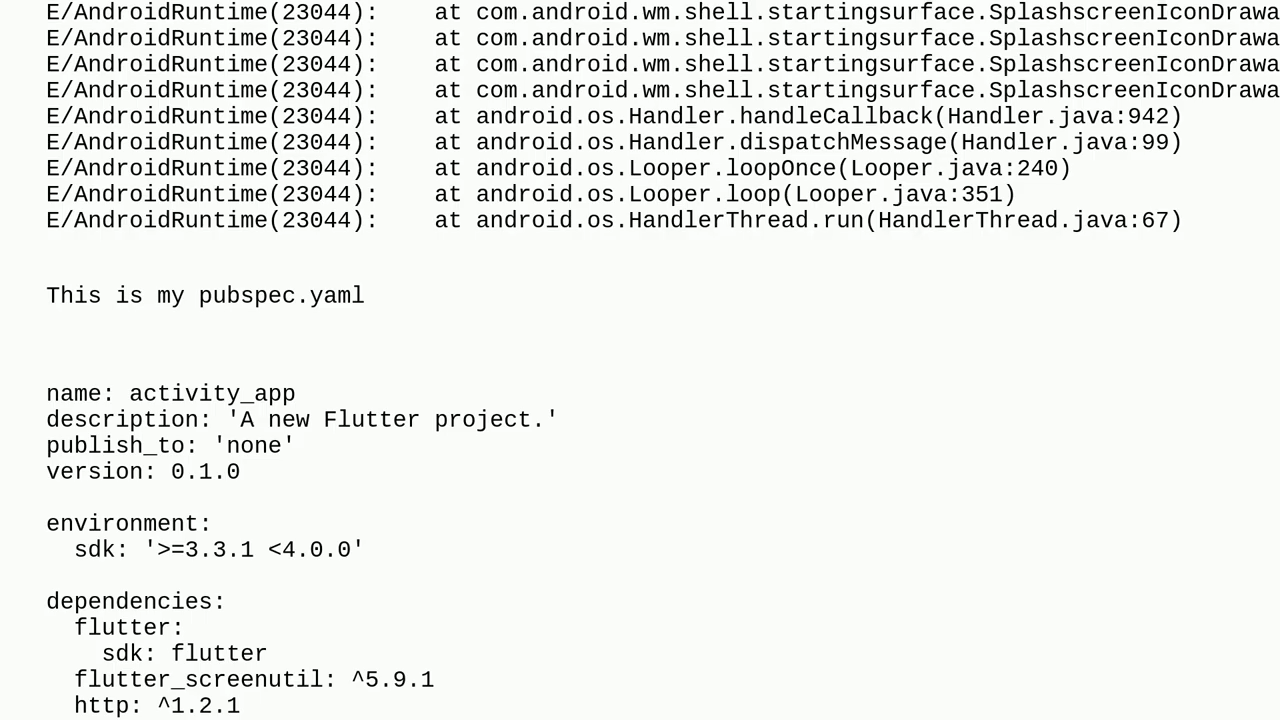 E/AndroidRuntime(23044):    at com.android.wm.shell.startingsurface.SplashscreenIconDrawa
E/AndroidRuntime(23044):    at com.android.wm.shell.startingsurface.SplashscreenIconDrawa
E/AndroidRuntime(23044):    at com.android.wm.shell.startingsurface.SplashscreenIconDrawa
E/AndroidRuntime(23044):    at com.android.wm.shell.startingsurface.SplashscreenIconDrawa
E/AndroidRuntime(23044):    at android.os.Handler.handleCallback(Handler.java:942)
E/AndroidRuntime(23044):    at android.os.Handler.dispatchMessage(Handler.java:99)
E/AndroidRuntime(23044):    at android.os.Looper.loopOnce(Looper.java:240)
E/AndroidRuntime(23044):    at android.os.Looper.loop(Looper.java:351)
E/AndroidRuntime(23044):    at android.os.HandlerThread.run(HandlerThread.java:67)
This is my pubspec.yaml
name: activity_app
description: 'A new Flutter project.'
publish_to: 'none'
version: 0.1.0
environment:
  sdk: '>=3.3.1 <4.0.0'
dependencies:
  flutter:
    sdk: flutter
  flutter_screenutil: ^5.9.1
  http: ^1.2.1